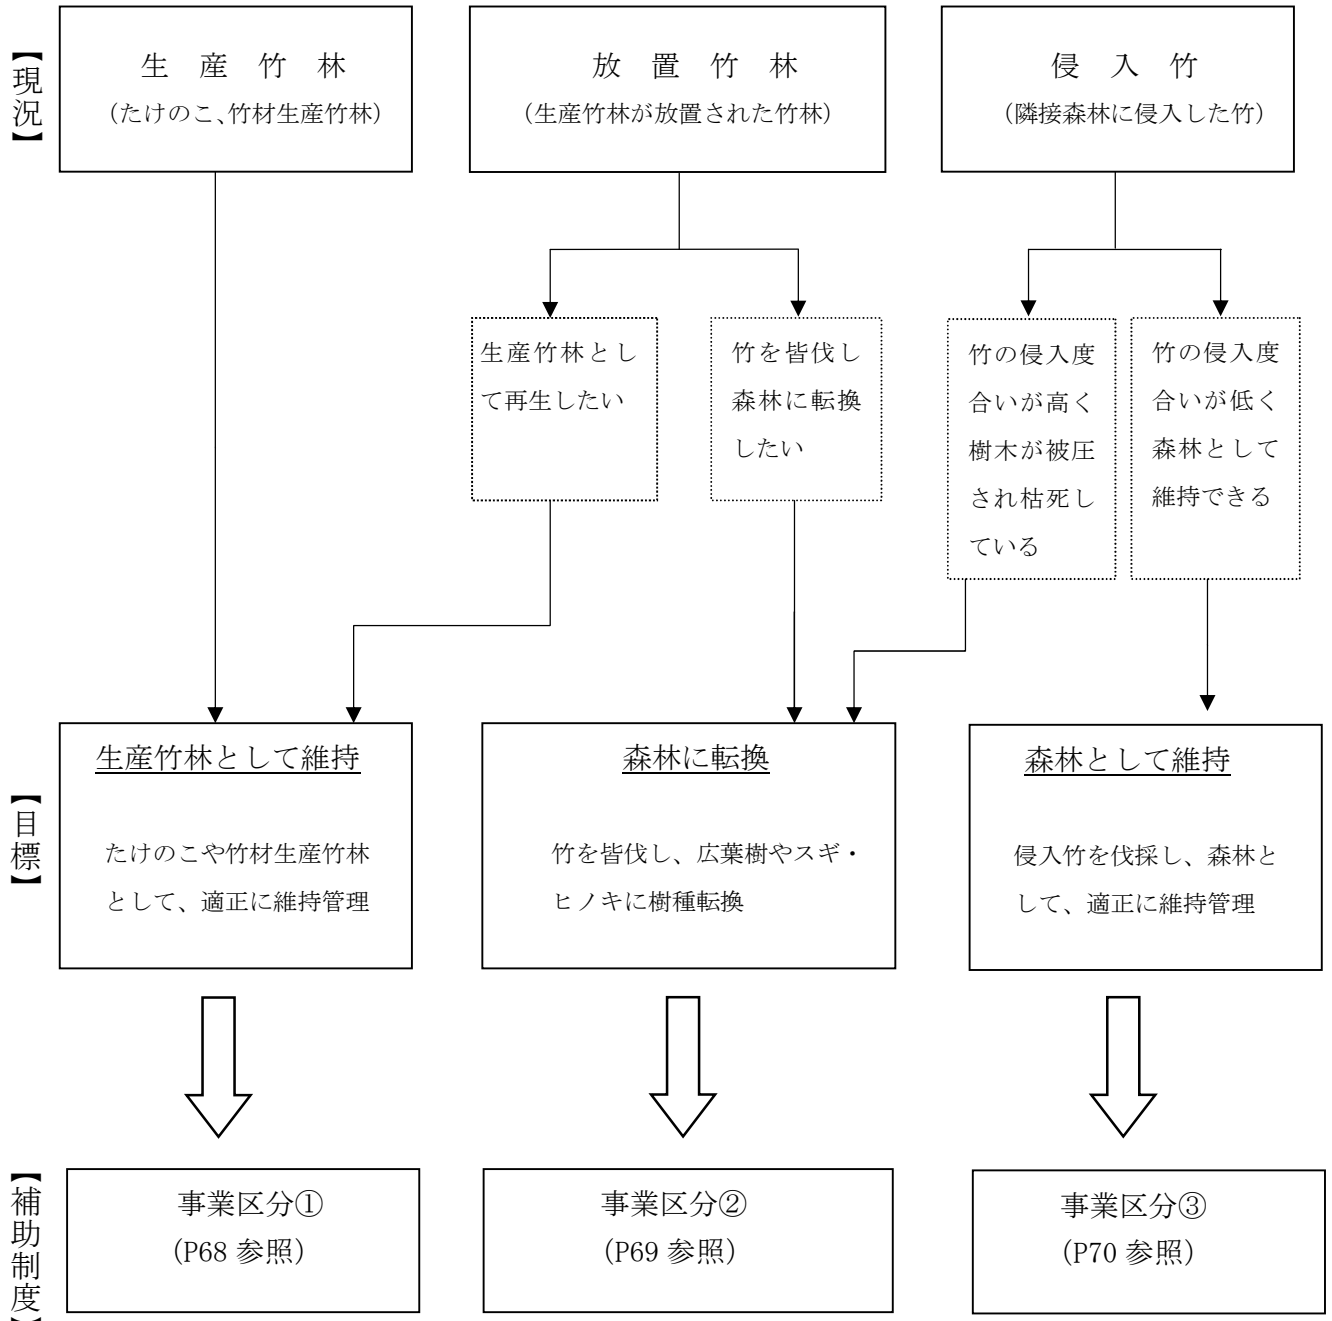 【現況】
生産竹林
(たけのこ、竹材生産竹林)
放置竹林
(生産竹林が放置された竹林)
侵入竹
(隣接森林に侵入した竹)
生産竹林とし
て再生したい
竹を皆伐し
森林に転換
したい
竹の侵入度
合いが高く
樹木が被圧
され枯死し
ている
竹の侵入度
合いが低く
森林として
維持できる
【目標】
生産竹林として維持
たけのこや竹材生産竹林
として、適正に維持管理
森林に転換
竹を皆伐し、広葉樹やスギ・
ヒノキに樹種転換
森林として維持
侵入竹を伐採し、森林と
して、適正に維持管理
【補助制度】
事業区分①
(P68 参照)
事業区分②
(P69 参照)
事業区分③
(P70 参照)